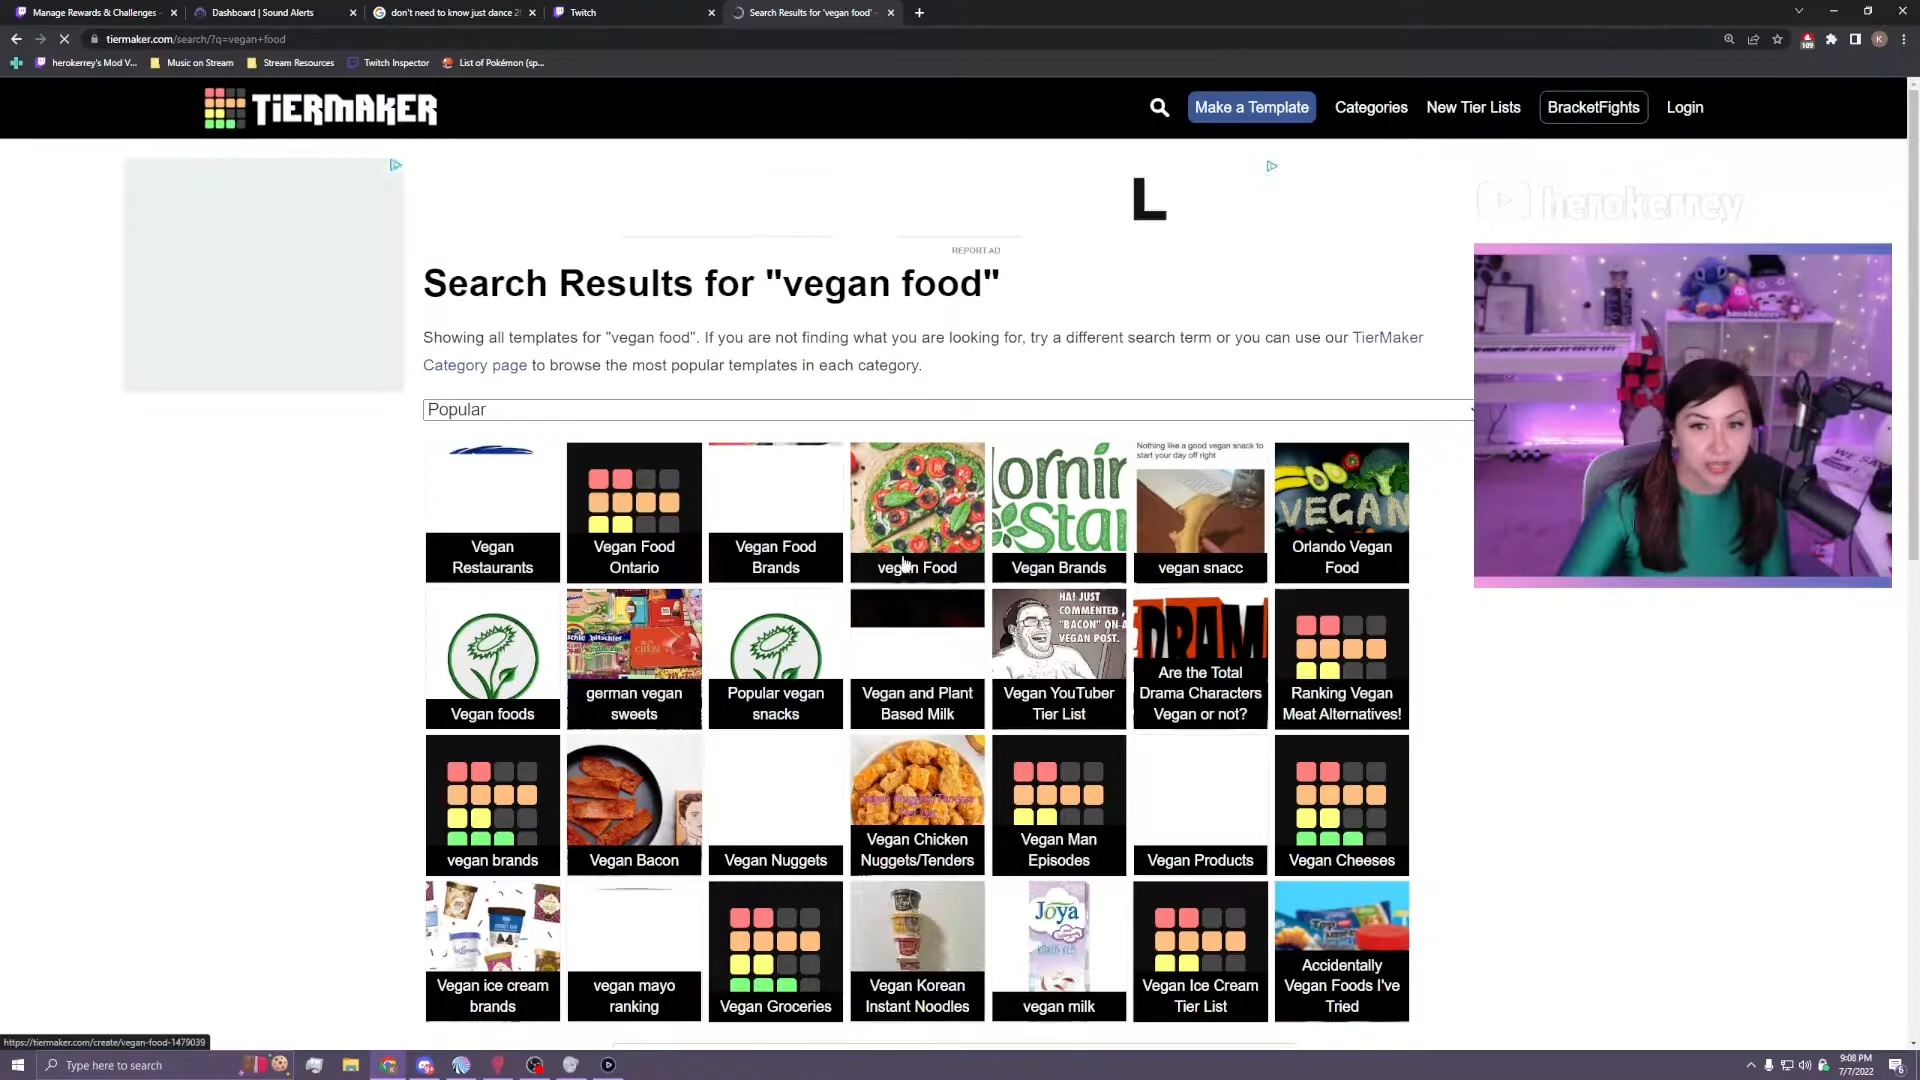 Manage Rewards & Challenges -
Dashboard | Sound Alerts
don't need to know just dance 2
Twitch
Search Results for 'vegan food' -
tiermaker.com/search/?q=vegan+food
109
K
herokerrey's Mod V...
Music on Stream
Stream Resources
Twitch Inspector
List of Pokémon (sp...
TiERMAKER
Make a Template
Categories
New Tier Lists
BracketFights
Login
L
herokerrey
REPORT AD
Search Results for "vegan food"
Showing all templates for "vegan food". If you are not finding what you are looking for, try a different search term or you can use our TierMaker
Category page to browse the most popular templates in each category.
Popular
Nothing like a good vegan snack to
start your day off right
ornin
Star
VEGAN
Vegan
Restaurants
Vegan Food
Ontario
Vegan Food
Brands
vegan Food
Vegan Brands
vegan snacc
Orlando Vegan
Food
HA! JUST
COMMENTED,
"BACON" ON A
VEGAN POST.
DRAM
Vegan foods
german vegan
sweets
Popular vegan
snacks
Vegan and Plant
Based Milk
Vegan YouTuber
Tier List
Are the Total
Drama Characters
Vegan or not?
Ranking Vegan
Meat Alternatives!
vegan brands
Vegan Bacon
Vegan Nuggets
Vegan Chicken
Nuggets/Tenders
Vegan Man
Episodes
Vegan Products
Vegan Cheeses
Joya
Vegan ice cream
brands
vegan mayo
ranking
Vegan Groceries
Vegan Korean
Instant Noodles
vegan milk
Vegan Ice Cream
Tier List
Accidentally
Vegan Foods I've
Tried
https://tiermaker.com/create/vegan-food-1479039
Type here to search
9:08 PM
7/7/2022
6